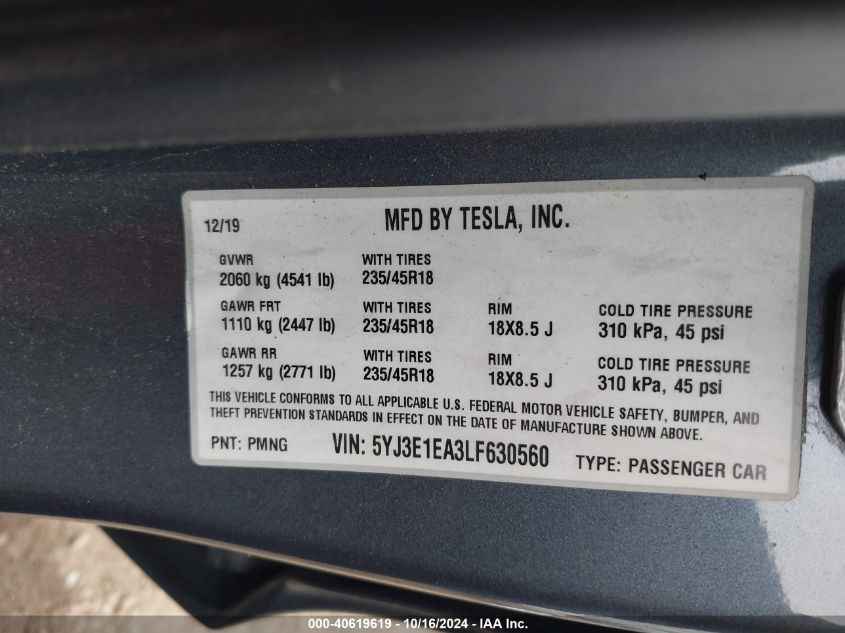 12/19 MFD BY TESLA, INC.
GVWR WITH TIRES
2060 kg (4541 lb) 235/45R18
GAWR FRT WITH TIRES RIM COLD TIRE PRESSURE
1110 kg (2447 lb) 235/45R18 18X8.5 J 310 kPa, 45 psi
GAWR RR WITH TIRES RIM COLD TIRE PRESSURE
1257 kg (2771 lb) 235/45R18 18X8.5 J 310 kPa, 45 psi
THIS VEHICLE CONFORMS TO ALL APPLICABLE U.S. FEDERAL MOTOR VEHICLE SAFETY, BUMPER, AND
THEFT PREVENTION STANDARDS IN EFFECT ON THE DATE OF MANUFACTURE SHOWN ABOVE.
PNT: PMNG VIN: 5YJ3E1EA3LF630560 TYPE: PASSENGER CAR
000-40619619 - 10/16/2024 - IAA Inc.